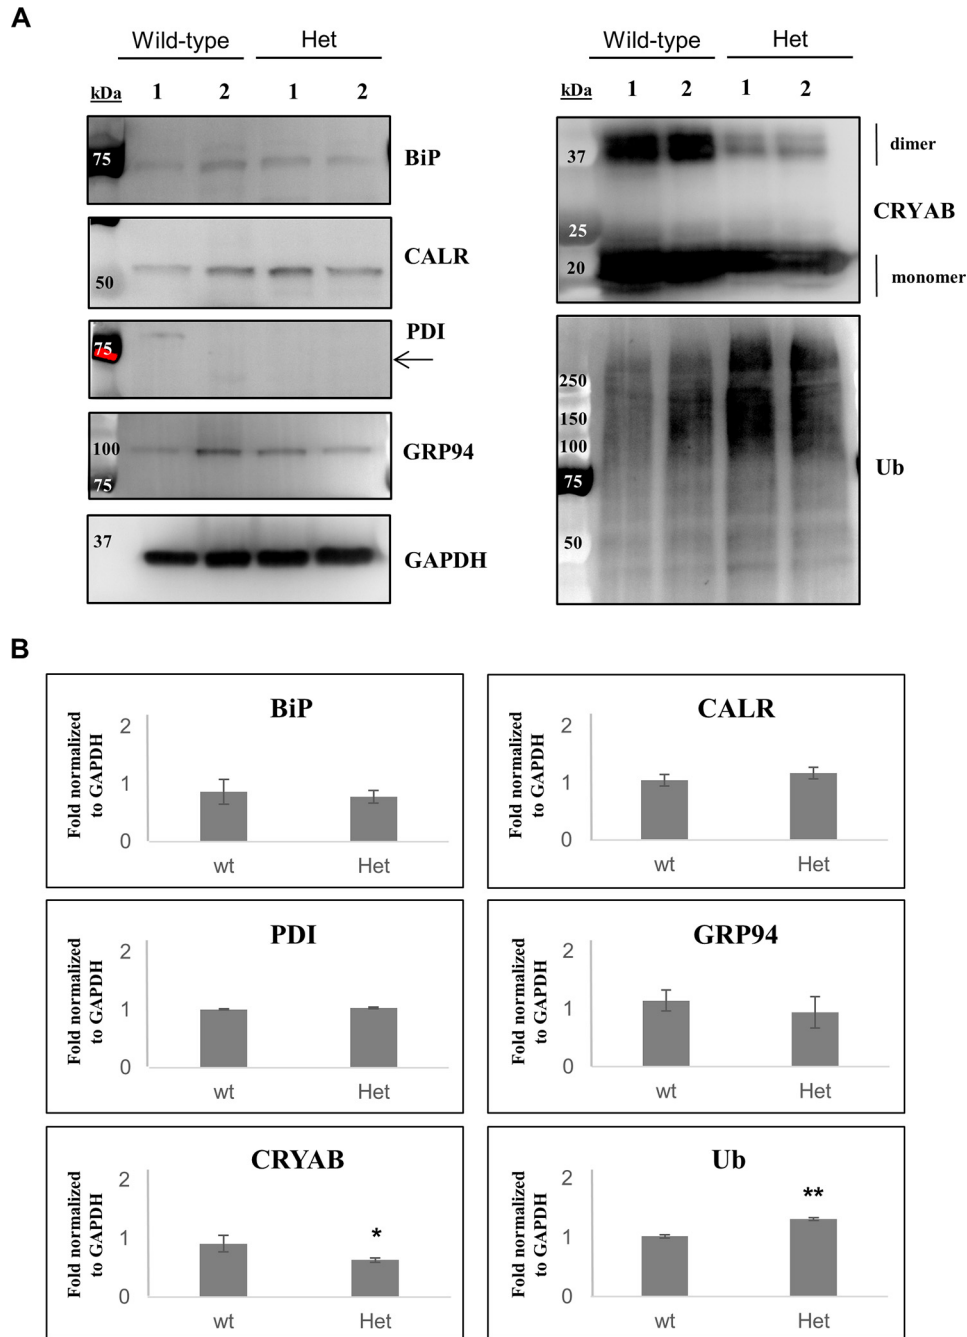 A
Wild-type Het
kDa 1 2 1 2
75 BiP
CALR
50
PDI
75
100 GRP94
75
37
GAPDH
Wild-type Het
kDa 1 2 1 2
37 dimer
CRYAB
25
20 monomer
250
150
100
Ub
75
50
B
BiP
Fold normalized
to GAPDH
2
1
0
wt Het
CALR
Fold normalized
to GAPDH
2
1
0
wt Het
PDI
Fold normalized
to GAPDH
2
1
0
wt Het
GRP94
Fold normalized
to GAPDH
2
1
0
wt Het
CRYAB
Fold normalized
to GAPDH
2
*
1
0
wt Het
Ub
Fold normalized
to GAPDH
2
**
1
0
wt Het